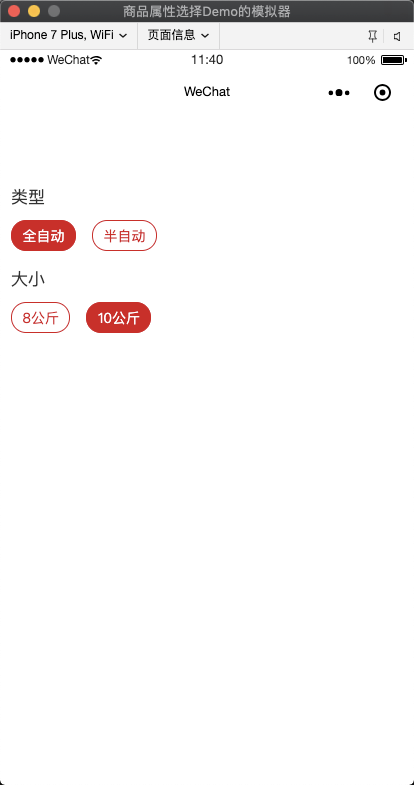 商品属性选择Demo的模拟器
iPhone 7 Plus, WiFi 页面信息
WeChat 11:40 100%
WeChat
类型
全自动 半自动
大小
8公斤 10公斤